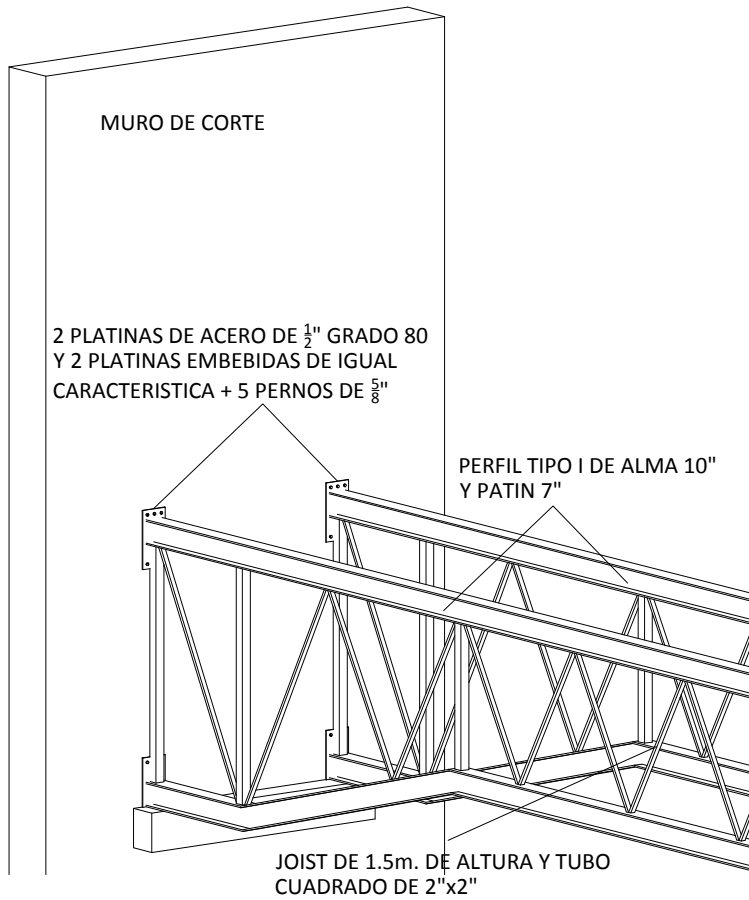 MURO DE CORTE
2 PLATINAS DE ACERO DE 1/2" GRADO 80
Y 2 PLATINAS EMBEBIDAS DE IGUAL
CARACTERISTICA + 5 PERNOS DE 5/8"
PERFIL TIPO I DE ALMA 10"
Y PATIN 7"
JOIST DE 1.5m. DE ALTURA Y TUBO
CUADRADO DE 2"x2"